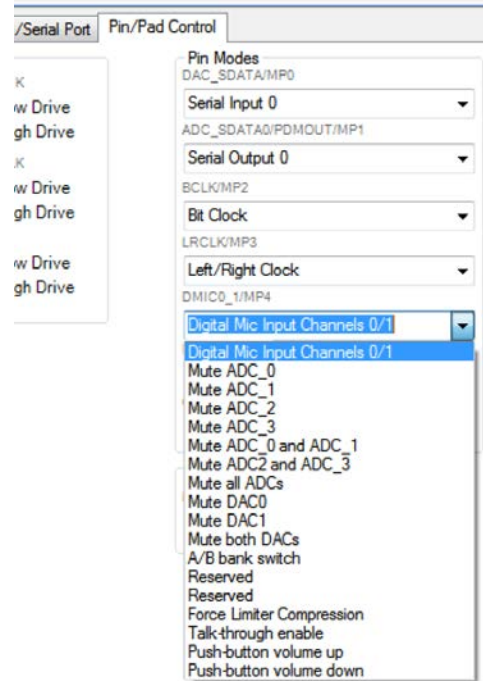 /Serial Port
Pin/Pad Control
K
ow Drive
gh Drive
K
ow Drive
gh Drive
ow Drive
gh Drive
Pin Modes
DAC_SDATA/MP0
Serial Input 0
ADC_SDATA0/PDMOUT/MP1
Serial Output 0
BCLK/MP2
Bit Clock
LRCLK/MP3
Left/Right Clock
DMIC0_1/MP4
Digital Mic Input Channels 0/1
Digital Mic Input Channels 0/1
Mute ADC_0
Mute ADC_1
Mute ADC_2
Mute ADC_3
Mute ADC_0 and ADC_1
Mute ADC2 and ADC_3
Mute all ADCs
Mute DAC0
Mute DAC1
Mute both DACs
A/B bank switch
Reserved
Reserved
Force Limiter Compression
Talk-through enable
Push-button volume up
Push-button volume down